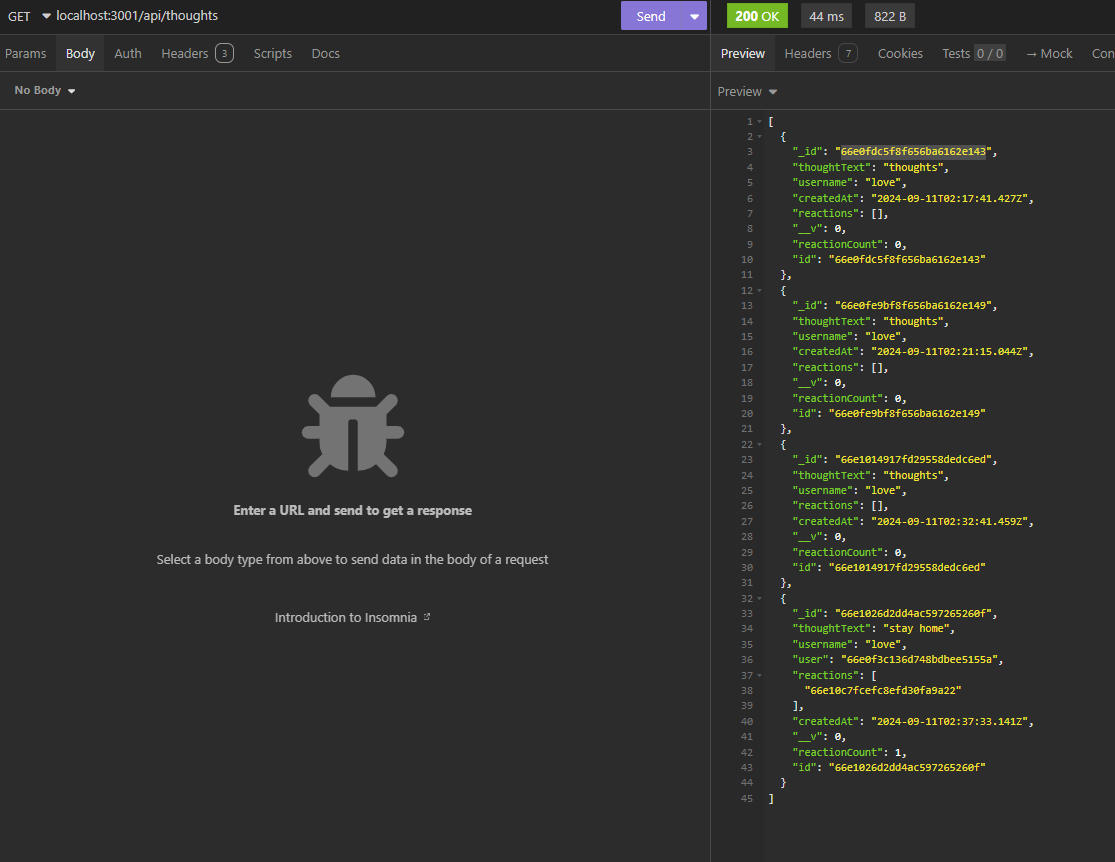 GET localhost:3001/api/thoughts Send 200 OK 44 ms 822 B
Params Body Auth Headers 3 Scripts Docs
Preview Headers 7 Cookies Tests 0 / 0 → Mock Con
No Body
Preview
Enter a URL and send to get a response
Select a body type from above to send data in the body of a request
Introduction to Insomnia
1 [
2 {
3 "_id": "66e0fdc5f8f656ba6162e143",
4 "thoughtText": "thoughts",
5 "username": "love",
6 "createdAt": "2024-09-11T02:17:41.427Z",
7 "reactions": [],
8 "__v": 0,
9 "reactionCount": 0,
10 "id": "66e0fdc5f8f656ba6162e143"
11 },
12 {
13 "_id": "66e0fe9bf8f656ba6162e149",
14 "thoughtText": "thoughts",
15 "username": "love",
16 "createdAt": "2024-09-11T02:21:15.044Z",
17 "reactions": [],
18 "__v": 0,
19 "reactionCount": 0,
20 "id": "66e0fe9bf8f656ba6162e149"
21 },
22 {
23 "_id": "66e1014917fd29558dedc6ed",
24 "thoughtText": "thoughts",
25 "username": "love",
26 "reactions": [],
27 "createdAt": "2024-09-11T02:32:41.459Z",
28 "__v": 0,
29 "reactionCount": 0,
30 "id": "66e1014917fd29558dedc6ed"
31 },
32 {
33 "_id": "66e1026d2dd4ac597265260f",
34 "thoughtText": "stay home",
35 "username": "love",
36 "user": "66e0f3c136d748bdbee5155a",
37 "reactions": [
38 "66e10c7fcefc8efd30fa9a22"
39 ],
40 "createdAt": "2024-09-11T02:37:33.141Z",
41 "__v": 0,
42 "reactionCount": 1,
43 "id": "66e1026d2dd4ac597265260f"
44 }
45 ]